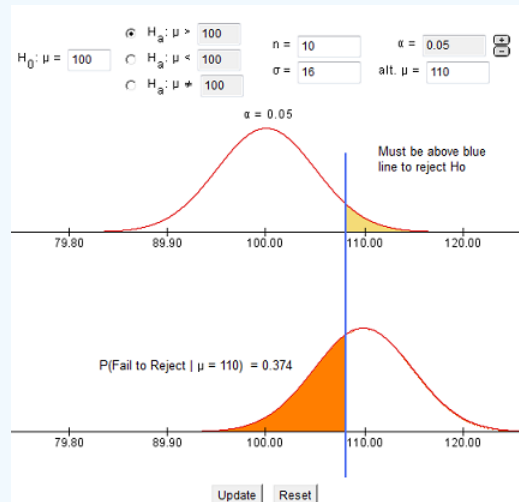 H₀: µ = 100
Hₐ: µ > 100
Hₐ: µ < 100
Hₐ: µ ≠ 100
n = 10
σ = 16
α = 0.05
alt. µ = 110
α = 0.05
Must be above blue
line to reject Ho
79.80 89.90 100.00 110.00 120.00
P(Fail to Reject | µ = 110) = 0.374
79.80 89.90 100.00 110.00 120.00
Update Reset